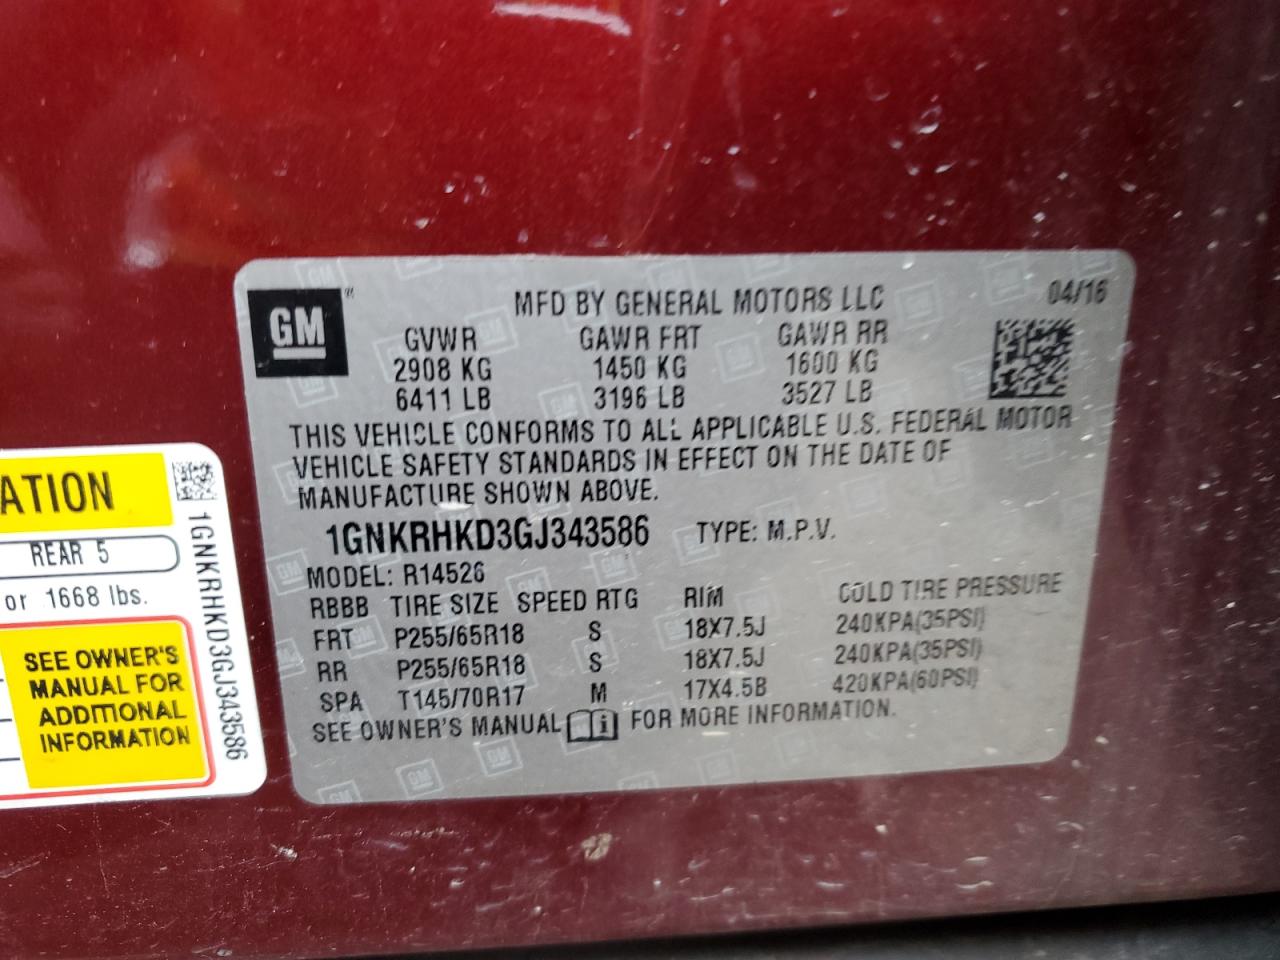 GM
MFD BY GENERAL MOTORS LLC 04/16
GVWR GAWR FRT GAWR RR
2908 KG 1450 KG 1600 KG
6411 LB 3196 LB 3527 LB
THIS VEHICLE CONFORMS TO ALL APPLICABLE U.S. FEDERAL MOTOR
VEHICLE SAFETY STANDARDS IN EFFECT ON THE DATE OF
MANUFACTURE SHOWN ABOVE.
1GNKRHKD3GJ343586 TYPE: M.P.V.
MODEL: R14526
RBBB TIRE SIZE SPEED RTG RIM COLD TIRE PRESSURE
FRT P255/65R18 S 18X7.5J 240KPA(35PSI)
RR P255/65R18 S 18X7.5J 240KPA(35PSI)
SPA T145/70R17 M 17X4.5B 420KPA(60PSI)
SEE OWNER'S MANUAL FOR MORE INFORMATION.
ATION
REAR 5
or 1668 lbs.
SEE OWNER'S
MANUAL FOR
ADDITIONAL
INFORMATION
1GNKRHKD3GJ343586